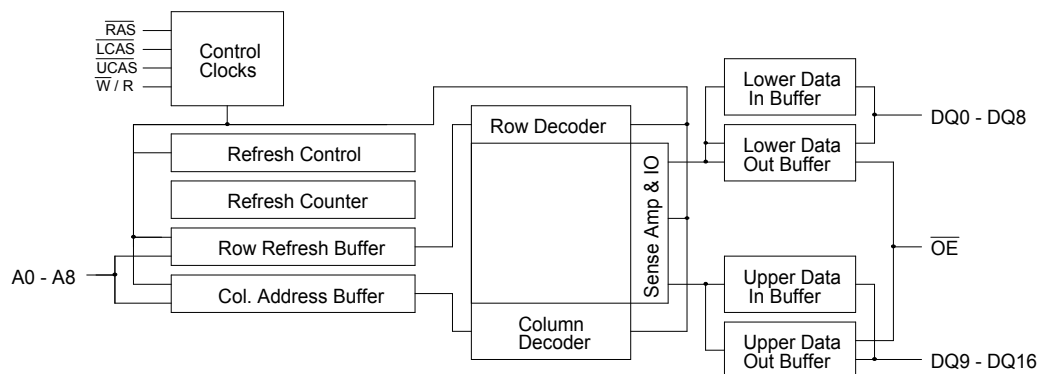 RAS
LCAS
UCAS
W / R
Control
Clocks
Refresh Control
Refresh Counter
Row Refresh Buffer
Col. Address Buffer
A0 - A8
Row Decoder
Sense Amp & IO
Column
Decoder
Lower Data
In Buffer
Lower Data
Out Buffer
Upper Data
In Buffer
Upper Data
Out Buffer
DQ0 - DQ8
OE
DQ9 - DQ16